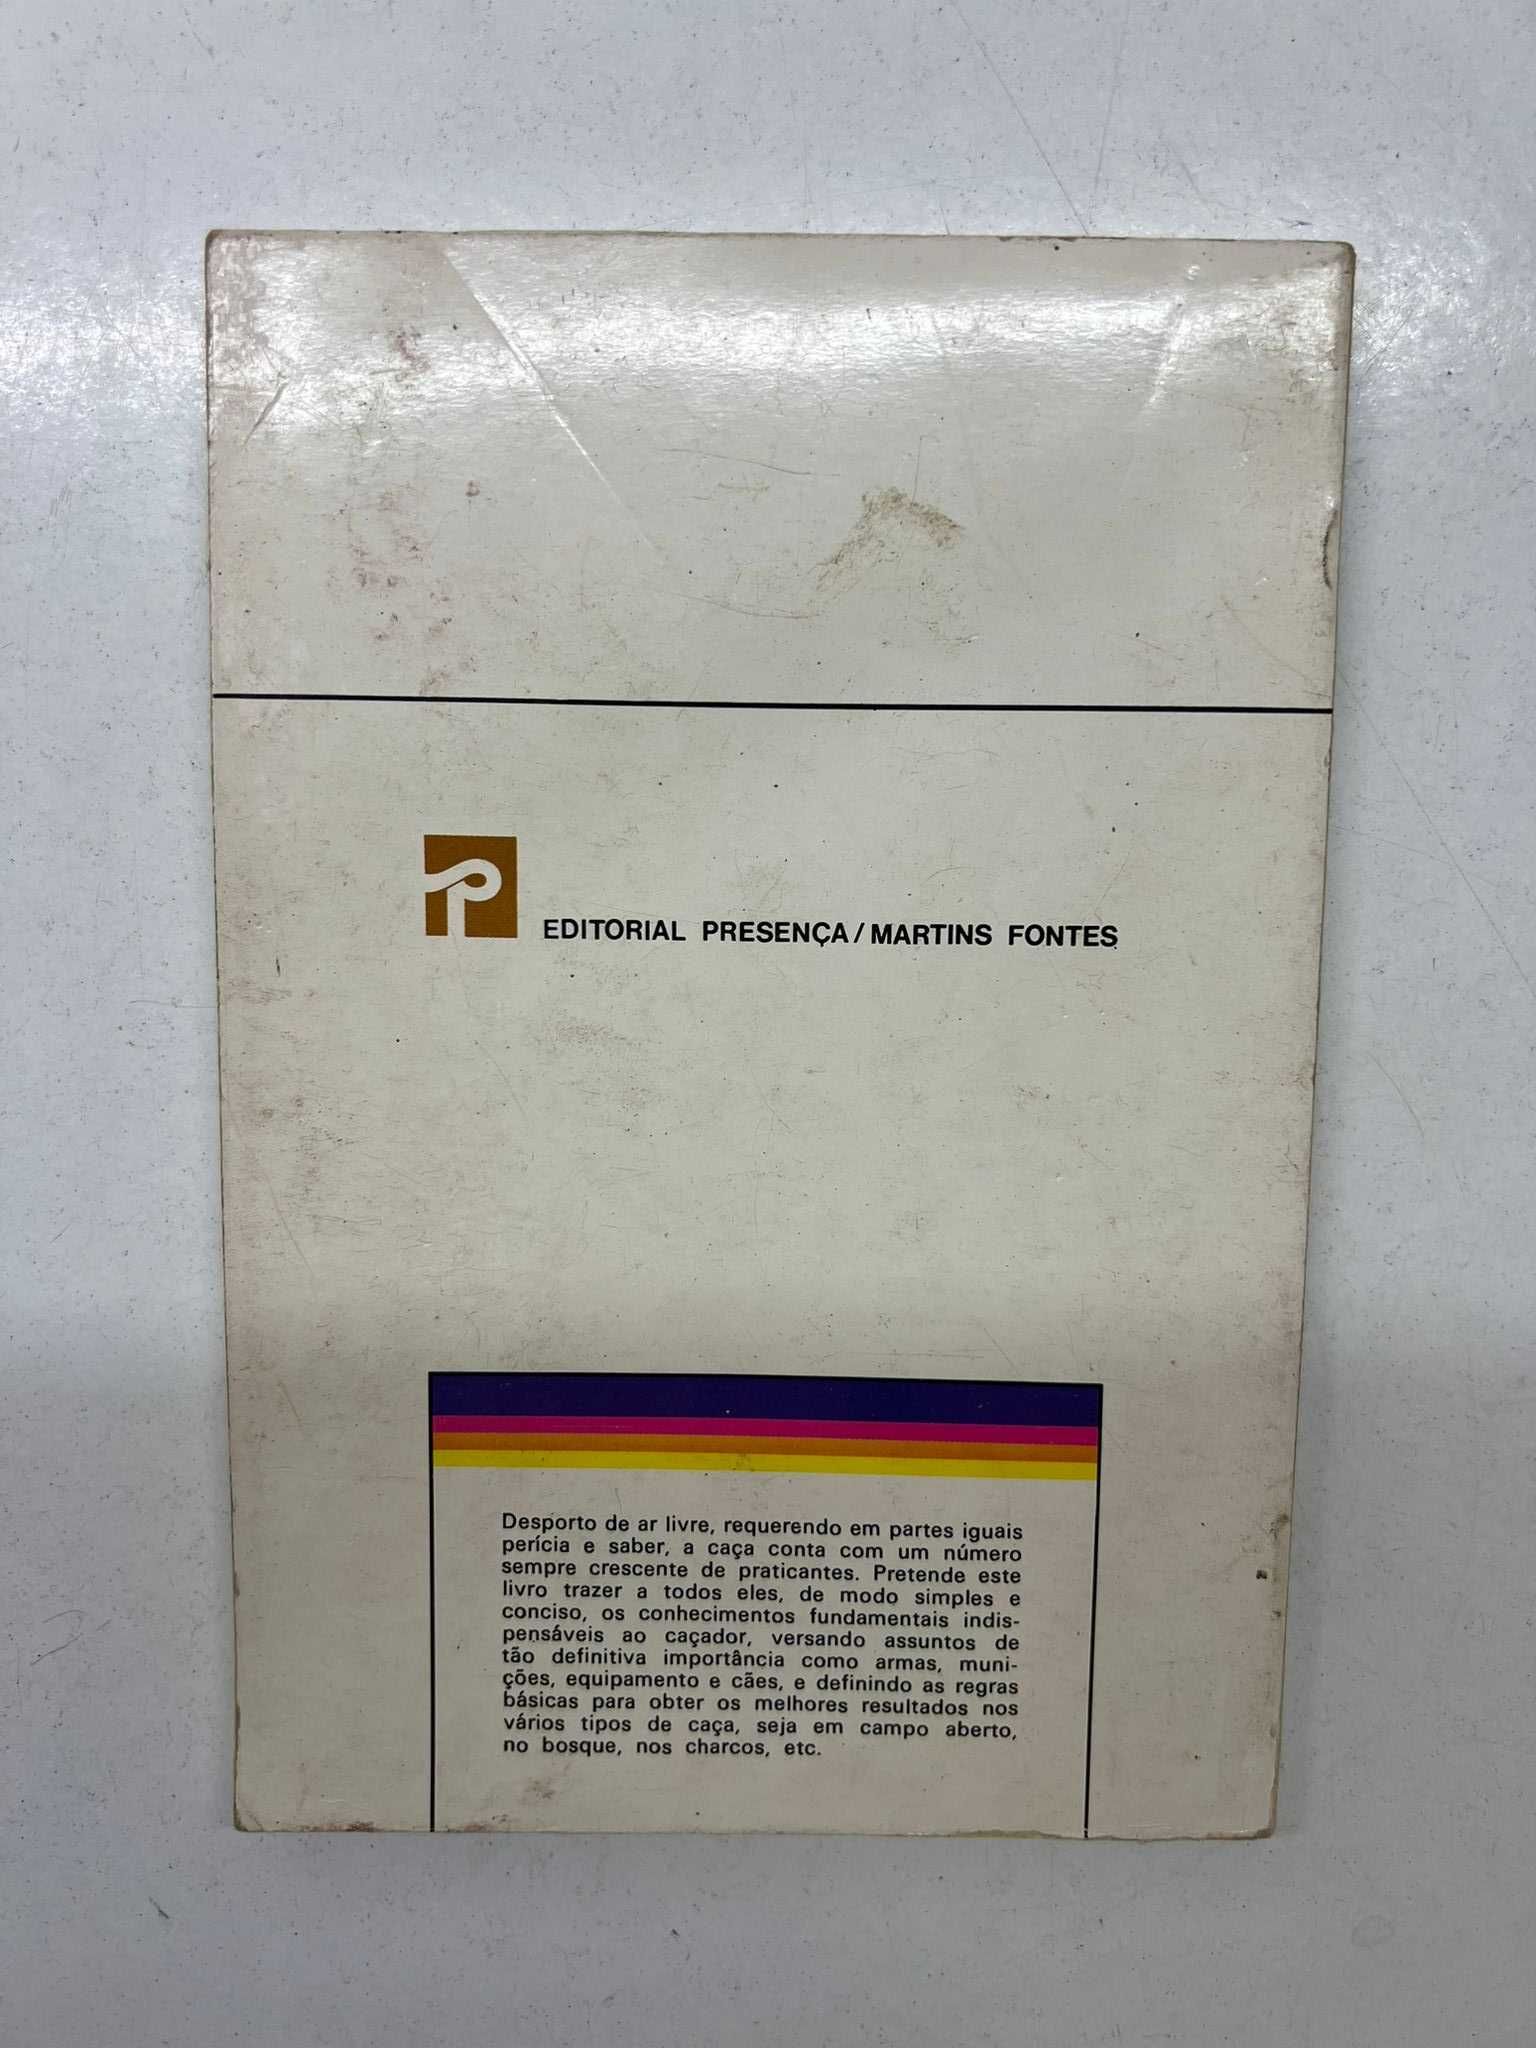 EDITORIAL PRESENÇA/MARTINS FONTES
Desporto de ar livre, requerendo em partes iguais
perícia e saber, a caça conta com um número
sempre crescente de praticantes. Pretende este
livro trazer a todos eles, de modo simples e
conciso, os conhecimentos fundamentais indis-
pensáveis ao caçador, versando assuntos de
tão definitiva importância como armas, muni-
ções, equipamento e cães, e definindo as regras
básicas para obter os melhores resultados nos
vários tipos de caça, seja em campo aberto,
no bosque, nos charcos, etc.